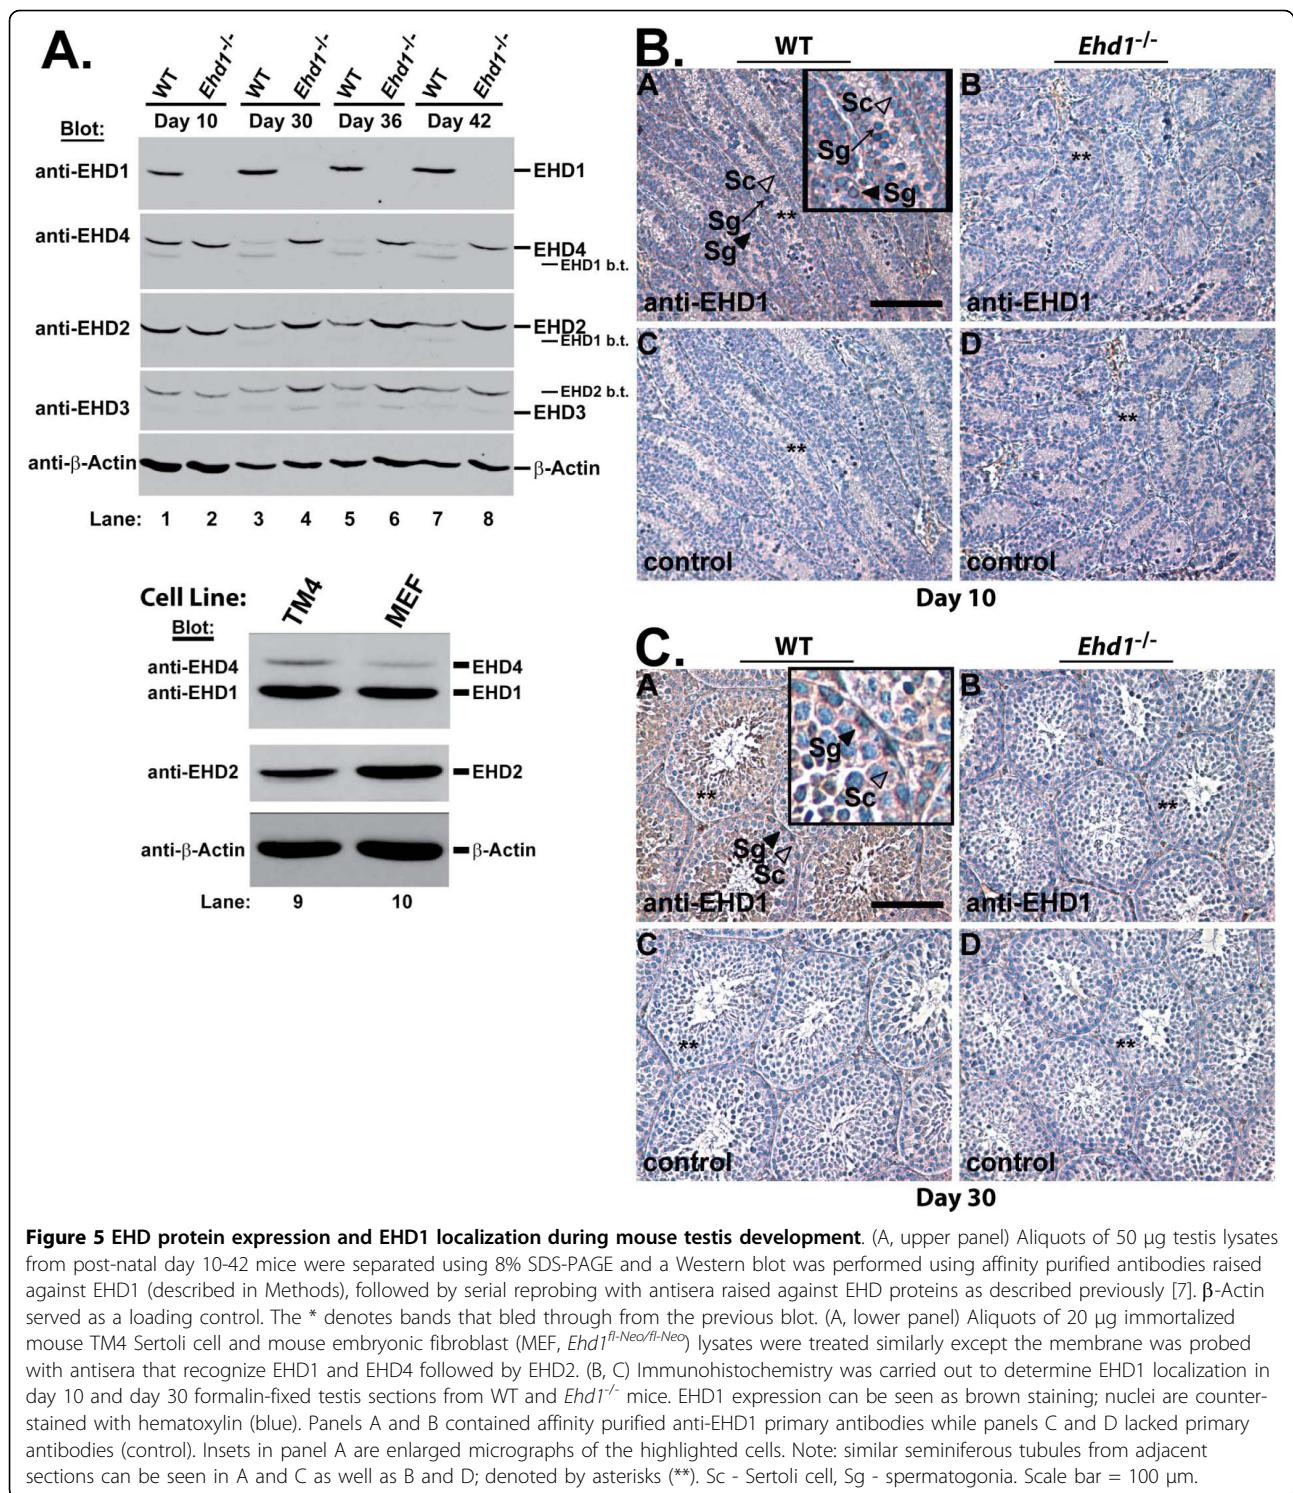 A.
WT Ehd1-/- WT Ehd1-/- WT Ehd1-/- WT Ehd1-/-
Blot: Day 10 Day 30 Day 36 Day 42
anti-EHD1 EHD1
anti-EHD4 EHD4
EHD1 b.t.
anti-EHD2 EHD2
EHD1 b.t.
EHD2 b.t.
anti-EHD3 EHD3
anti-β-Actin β-Actin
Lane: 1 2 3 4 5 6 7 8
Cell Line: TM4 MEF
Blot:
anti-EHD4 EHD4
anti-EHD1 EHD1
anti-EHD2 EHD2
anti-β-Actin β-Actin
Lane: 9 10
B.
WT Ehd1-/-
A Sc Sg Sg Sc Sg Sg ** anti-EHD1
B ** anti-EHD1
C ** control
D ** control
Day 10
C.
WT Ehd1-/-
A Sg Sc ** Sg Sc anti-EHD1
B ** anti-EHD1
C ** control
D ** control
Day 30
Figure 5 EHD protein expression and EHD1 localization during mouse testis development. (A, upper panel) Aliquots of 50 μg testis lysates
from post-natal day 10-42 mice were separated using 8% SDS-PAGE and a Western blot was performed using affinity purified antibodies raised
against EHD1 (described in Methods), followed by serial reprobing with antisera raised against EHD proteins as described previously [7]. β-Actin
served as a loading control. The * denotes bands that bled through from the previous blot. (A, lower panel) Aliquots of 20 μg immortalized
mouse TM4 Sertoli cell and mouse embryonic fibroblast (MEF, Ehd1fl-Neo/fl-Neo) lysates were treated similarly except the membrane was probed
with antisera that recognize EHD1 and EHD4 followed by EHD2. (B, C) Immunohistochemistry was carried out to determine EHD1 localization in
day 10 and day 30 formalin-fixed testis sections from WT and Ehd1-/- mice. EHD1 expression can be seen as brown staining; nuclei are counter-
stained with hematoxylin (blue). Panels A and B contained affinity purified anti-EHD1 primary antibodies while panels C and D lacked primary
antibodies (control). Insets in panel A are enlarged micrographs of the highlighted cells. Note: similar seminiferous tubules from adjacent
sections can be seen in A and C as well as B and D; denoted by asterisks (**). Sc - Sertoli cell, Sg - spermatogonia. Scale bar = 100 μm.